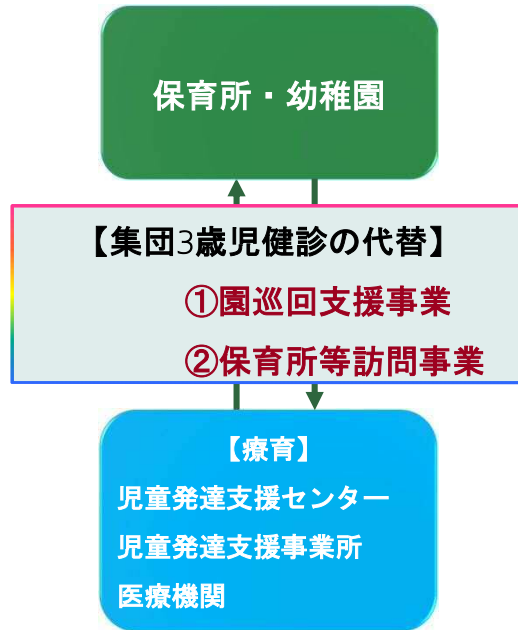 保育所・幼稚園
【集団3歳児健診の代替】
①園巡回支援事業
②保育所等訪問事業
【療育】
児童発達支援センター
児童発達支援事業所
医療機関